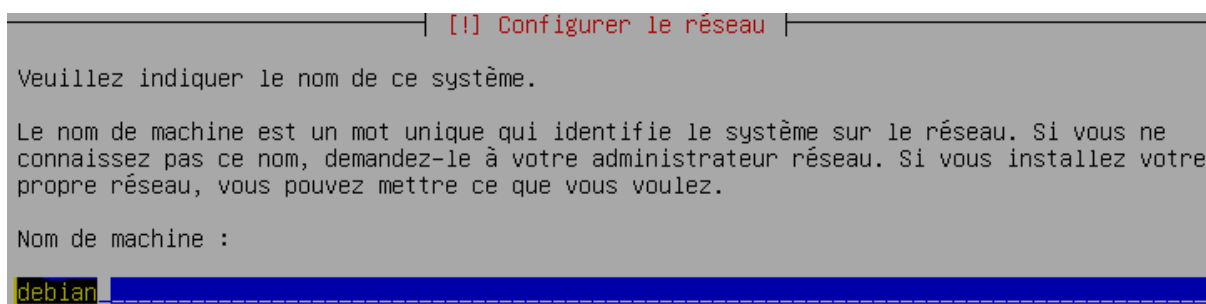 [!] Configurer le réseau
Veuillez indiquer le nom de ce système.
Le nom de machine est un mot unique qui identifie le système sur le réseau. Si vous ne
connaissez pas ce nom, demandez-le à votre administrateur réseau. Si vous installez votre
propre réseau, vous pouvez mettre ce que vous voulez.
Nom de machine :
debian